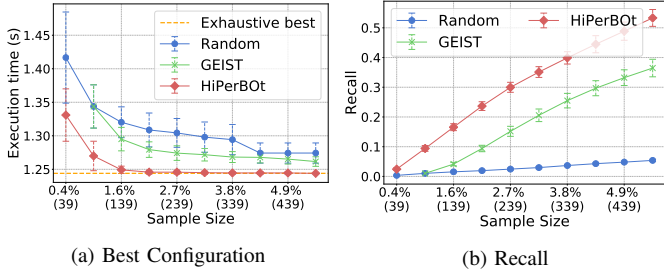 Execution time (s)
1.45
1.40
1.35
1.30
1.25
Exhaustive best
Random
GEIST
HiPerBOt
0.4% 1.6% 2.7% 3.8% 4.9%
(39) (139) (239) (339) (439)
Sample Size
(a) Best Configuration
Recall
0.5
0.4
0.3
0.2
0.1
0.0
Random HiPerBOt
GEIST
0.4% 1.6% 2.7% 3.8% 4.9%
(39) (139) (239) (339) (439)
Sample Size
(b) Recall